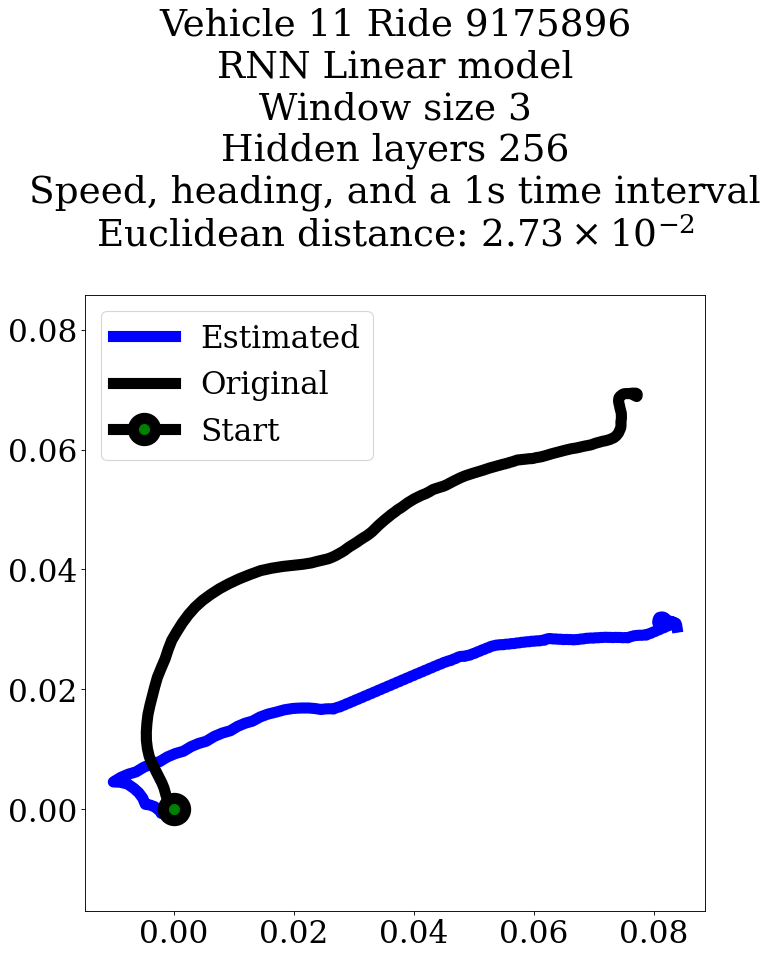 Vehicle 11 Ride 9175896
RNN Linear model
Window size 3
Hidden layers 256
Speed, heading, and a 1s time interval
Euclidean distance: 2.73 × 10⁻²
Estimated
Original
Start
0.08
0.06
0.04
0.02
0.00
0.00 0.02 0.04 0.06 0.08